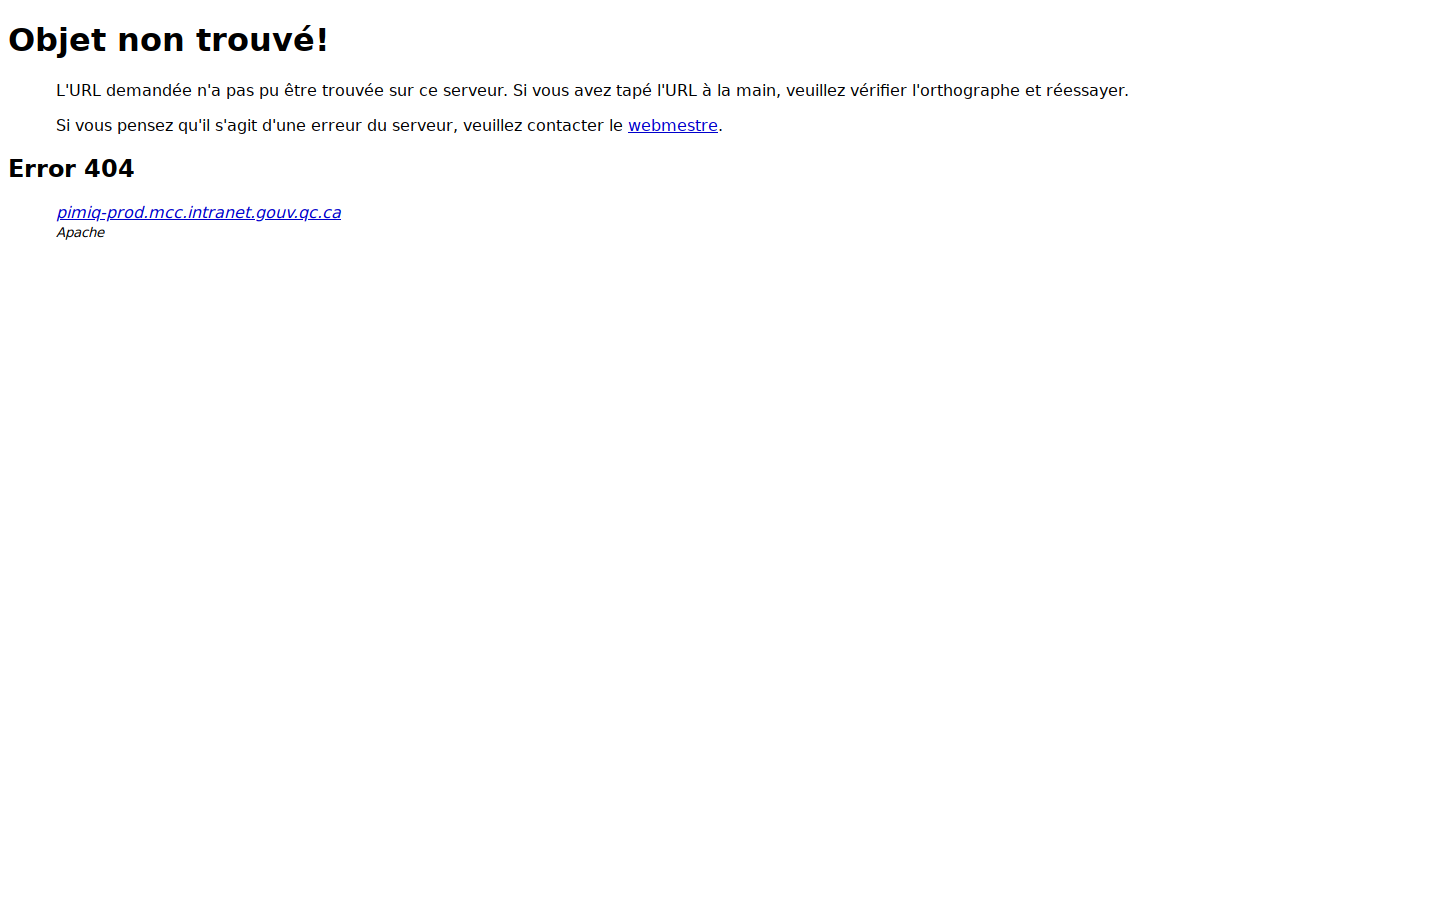 Objet non trouvé!
L'URL demandée n'a pas pu être trouvée sur ce serveur. Si vous avez tapé l'URL à la main, veuillez vérifier l'orthographe et réessayer.
Si vous pensez qu'il s'agit d'une erreur du serveur, veuillez contacter le webmestre.
Error 404
pimiq-prod.mcc.intranet.gouv.qc.ca
Apache